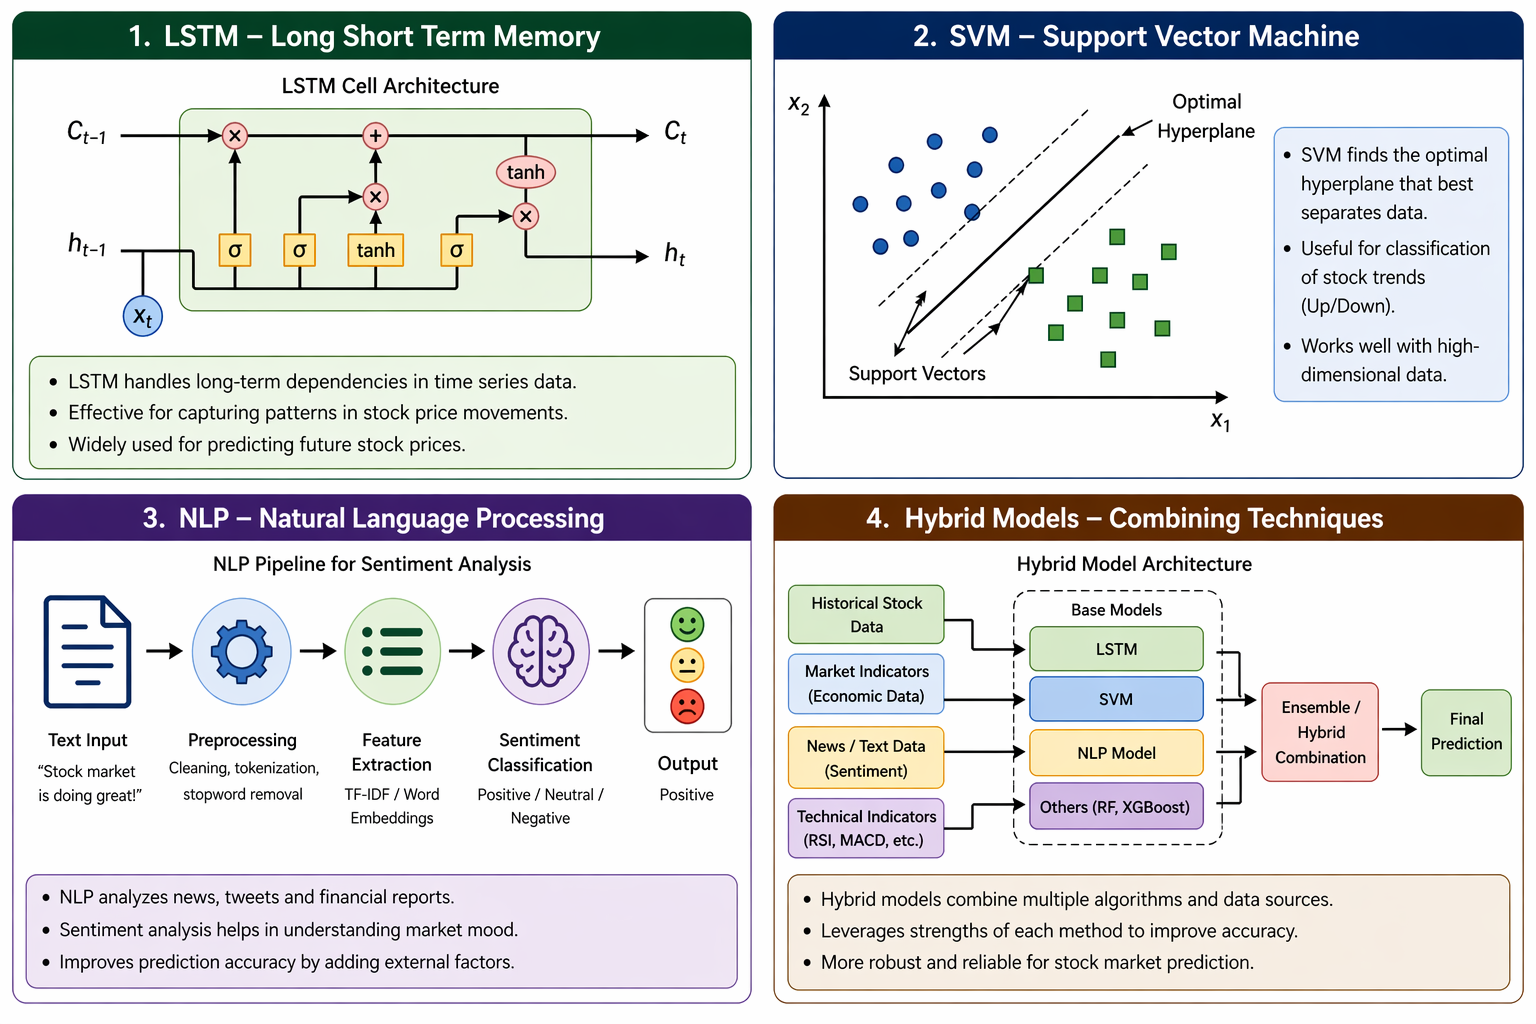 1. LSTM – Long Short Term Memory
LSTM Cell Architecture
C_{t−1}
×
+
C_t
tanh
×
×
h_{t−1}
σ
σ
tanh
σ
h_t
x_t
• LSTM handles long-term dependencies in time series data.
• Effective for capturing patterns in stock price movements.
• Widely used for predicting future stock prices.
2. SVM – Support Vector Machine
x_2
Optimal
Hyperplane
Support Vectors
x_1
• SVM finds the optimal
hyperplane that best
separates data.
• Useful for classification
of stock trends
(Up/Down).
• Works well with high-
dimensional data.
3. NLP – Natural Language Processing
NLP Pipeline for Sentiment Analysis
Text Input
“Stock market
is doing great!”
Preprocessing
Cleaning, tokenization,
stopword removal
Feature
Extraction
TF-IDF / Word
Embeddings
Sentiment
Classification
Positive / Neutral /
Negative
Output
Positive
• NLP analyzes news, tweets and financial reports.
• Sentiment analysis helps in understanding market mood.
• Improves prediction accuracy by adding external factors.
4. Hybrid Models – Combining Techniques
Hybrid Model Architecture
Historical Stock
Data
Market Indicators
(Economic Data)
News / Text Data
(Sentiment)
Technical Indicators
(RSI, MACD, etc.)
Base Models
LSTM
SVM
NLP Model
Others (RF, XGBoost)
Ensemble /
Hybrid
Combination
Final
Prediction
• Hybrid models combine multiple algorithms and data sources.
• Leverages strengths of each method to improve accuracy.
• More robust and reliable for stock market prediction.